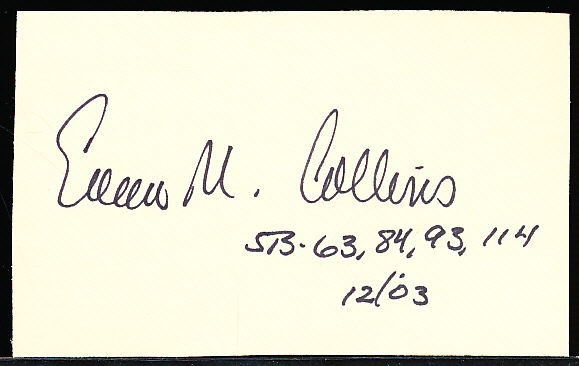 Eileen M. Collins
STS-63, 84, 93, 114
12/03